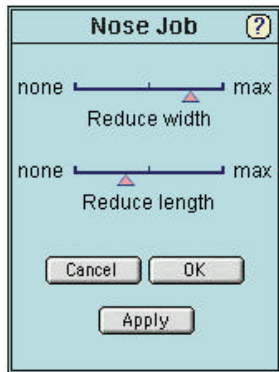 Nose Job ?
none max
Reduce width
none max
Reduce length
Cancel OK
Apply